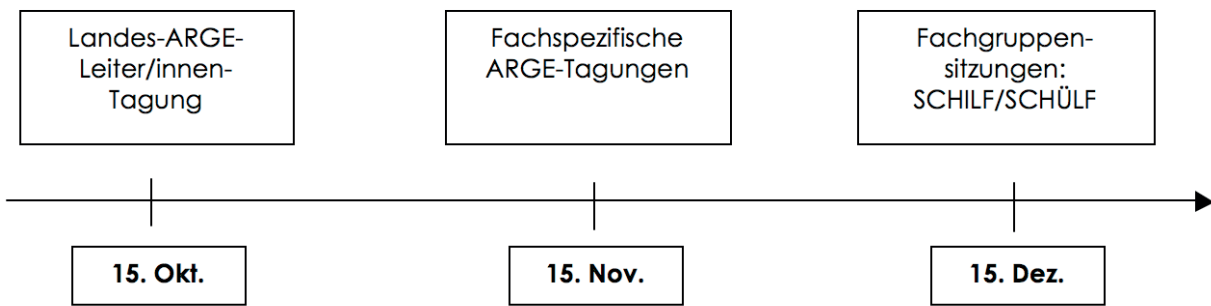 Landes-ARGE-
Leiter/innen-
Tagung
Fachspezifische
ARGE-Tagungen
Fachgruppen-
sitzungen:
SCHILF/SCHÜLF
15. Okt.
15. Nov.
15. Dez.